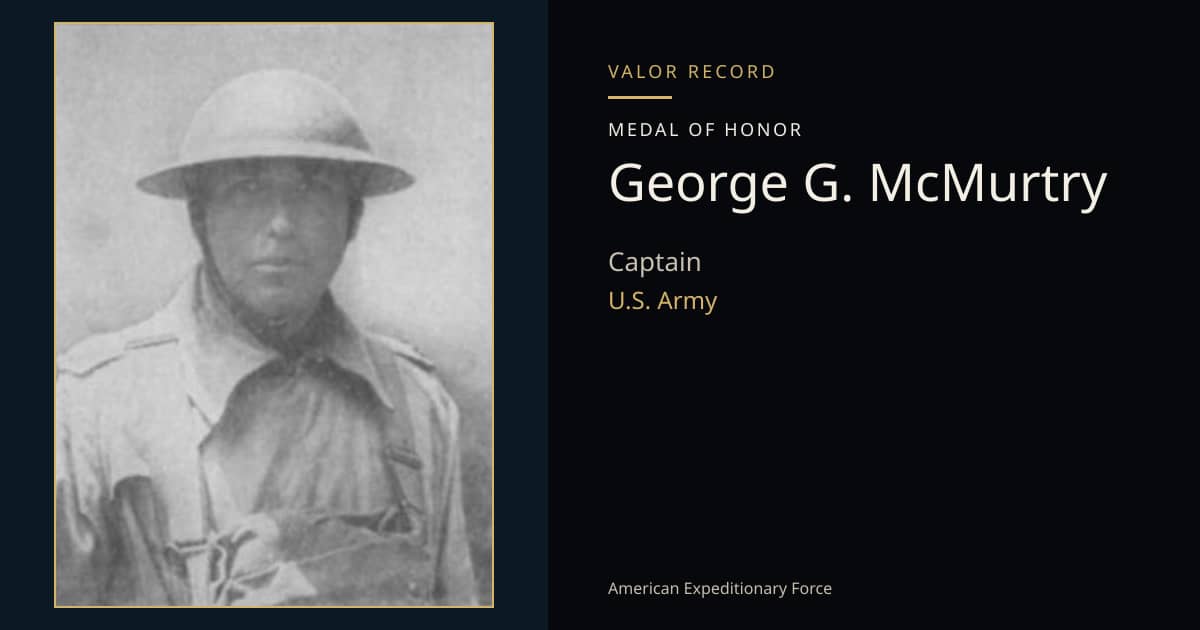 VALOR RECORD
MEDAL OF HONOR
George G. McMurtry
Captain
U.S. Army
American Expeditionary Force